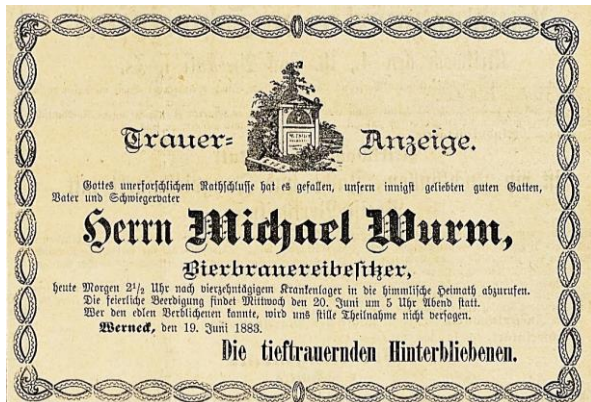 Trauer= Anzeige.
Gottes unerforschlichem Rathschlusse hat es gefallen, unsern innigst geliebten guten Gatten,
Vater und Schwiegervater
Herrn Michael Wurm,
Bierbrauereibesitzer,
heute Morgen 2½ Uhr nach vierzehntägigem Krankenlager in die himmlische Heimath abzurufen.
Die feierliche Beerdigung findet Mittwoch den 20. Juni um 5 Uhr Abend statt.
Wer den edlen Verblichenen kannte, wird uns stille Theilnahme nicht versagen.
Werneck, den 19. Juni 1883.
Die tieftrauernden Hinterbliebenen.